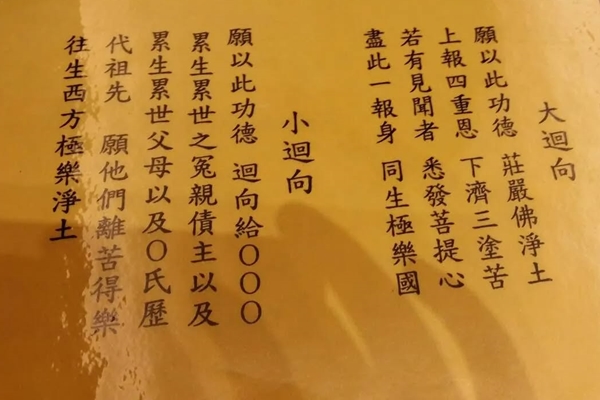 大迴向
願以此功德 莊嚴佛淨土
上報四重恩 下濟三塗苦
若有見聞者 悉發菩提心
盡此一報身 同生極樂國
小迴向
願以此功德 迴向給〇〇〇
累生累世之冤親債主以及
累生累世父母以及〇氏歷
代祖先 願他們離苦得樂
往生西方極樂淨土